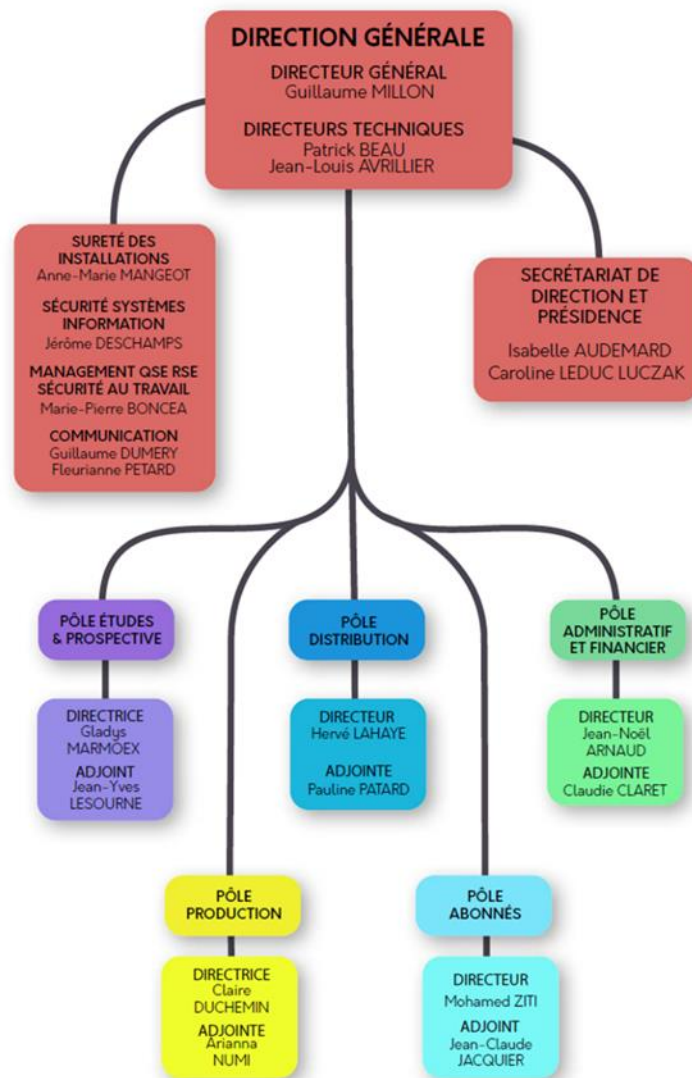 DIRECTION GÉNÉRALE
DIRECTEUR GÉNÉRAL
Guillaume MILLON
DIRECTEURS TECHNIQUES
Patrick BEAU
Jean-Louis AVRILLIER
SURETÉ DES
INSTALLATIONS
Anne-Marie MANGEOT
SÉCURITÉ SYSTÈMES
INFORMATION
Jérôme DESCHAMPS
MANAGEMENT QSE RSE
SÉCURITÉ AU TRAVAIL
Marie-Pierre BONCEA
COMMUNICATION
Guillaume DUMERY
Fleurianne PETARD
SECRÉTARIAT DE
DIRECTION ET
PRÉSIDENCE
Isabelle AUDEMARD
Caroline LEDUC LUCZAK
PÔLE ÉTUDES
& PROSPECTIVE
DIRECTRICE
Gladys
MARMOEX
ADJOINT
Jean-Yves
LESOURNE
PÔLE
DISTRIBUTION
DIRECTEUR
Hervé LAHAYE
ADJOINTE
Pauline PATARD
PÔLE
ADMINISTRATIF
ET FINANCIER
DIRECTEUR
Jean-Noël
ARNAUD
ADJOINTE
Claudie CLARET
PÔLE
PRODUCTION
DIRECTRICE
Claire
DUCHEMIN
ADJOINTE
Arianna
NUMI
PÔLE
ABONNÉS
DIRECTEUR
Mohamed ZITI
ADJOINT
Jean-Claude
JACQUIER